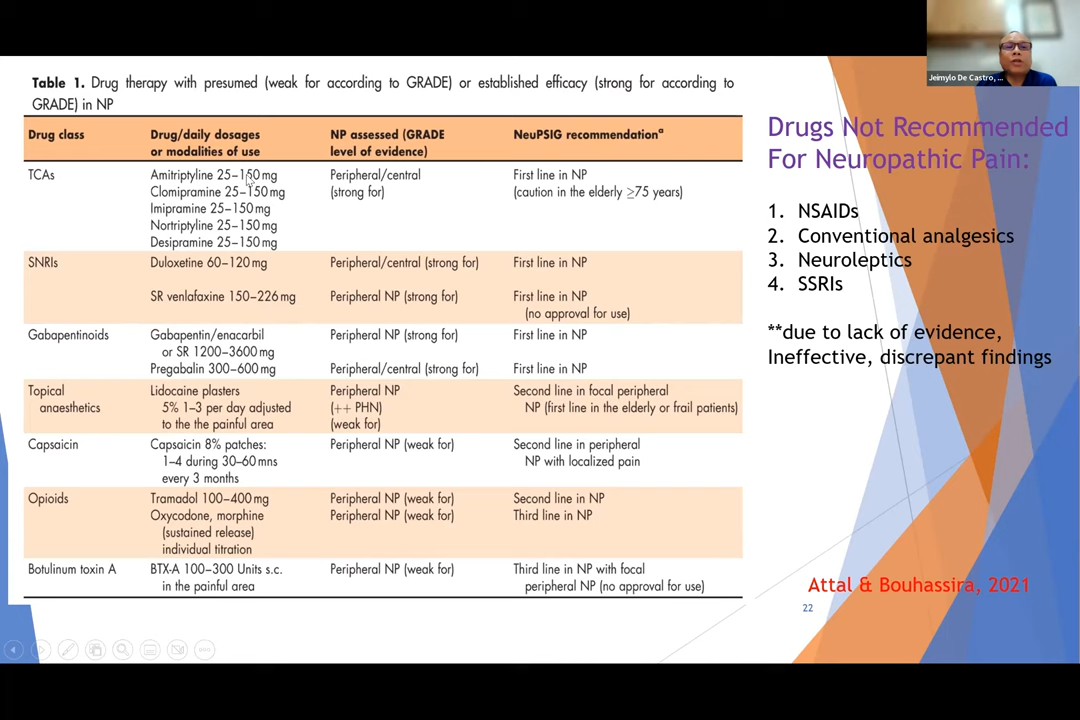 Jeimylo De Castro, ...
Table 1. Drug therapy with presumed (weak for according to GRADE) or established efficacy (strong for according to
GRADE) in NP
Drug class Drug/daily dosages NP assessed (GRADE NeuPSIG recommendationᵃ
or modalities of use level of evidence)
TCAs Amitriptyline 25–150 mg Peripheral/central First line in NP
Clomipramine 25–150 mg (strong for) (caution in the elderly ≥75 years)
Imipramine 25–150 mg
Nortriptyline 25–150 mg
Desipramine 25–150 mg
SNRIs Duloxetine 60–120 mg Peripheral/central (strong for) First line in NP
SR venlafaxine 150–226 mg Peripheral NP (strong for) First line in NP
(no approval for use)
Gabapentinoids Gabapentin/enacarbil Peripheral NP (strong for) First line in NP
or SR 1200–3600 mg
Pregabalin 300–600 mg Peripheral/central (strong for) First line in NP
Topical Lidocaine plasters Peripheral NP Second line in focal peripheral
anaesthetics 5% 1–3 per day adjusted (++ PHN) NP (first line in the elderly or frail patients)
to the the painful area (weak for)
Capsaicin Capsaicin 8% patches: Peripheral NP (weak for) Second line in peripheral
1–4 during 30–60 mns NP with localized pain
every 3 months
Opioids Tramadol 100–400 mg Peripheral NP (weak for) Second line in NP
Oxycodone, morphine Peripheral NP (weak for) Third line in NP
(sustained release)
individual titration
Botulinum toxin A BTX-A 100–300 Units s.c. Peripheral NP (weak for) Third line in NP with focal
in the painful area peripheral NP (no approval for use)
Drugs Not Recommended
For Neuropathic Pain:
1. NSAIDs
2. Conventional analgesics
3. Neuroleptics
4. SSRIs
**due to lack of evidence,
Ineffective, discrepant findings
Attal & Bouhassira, 2021
22